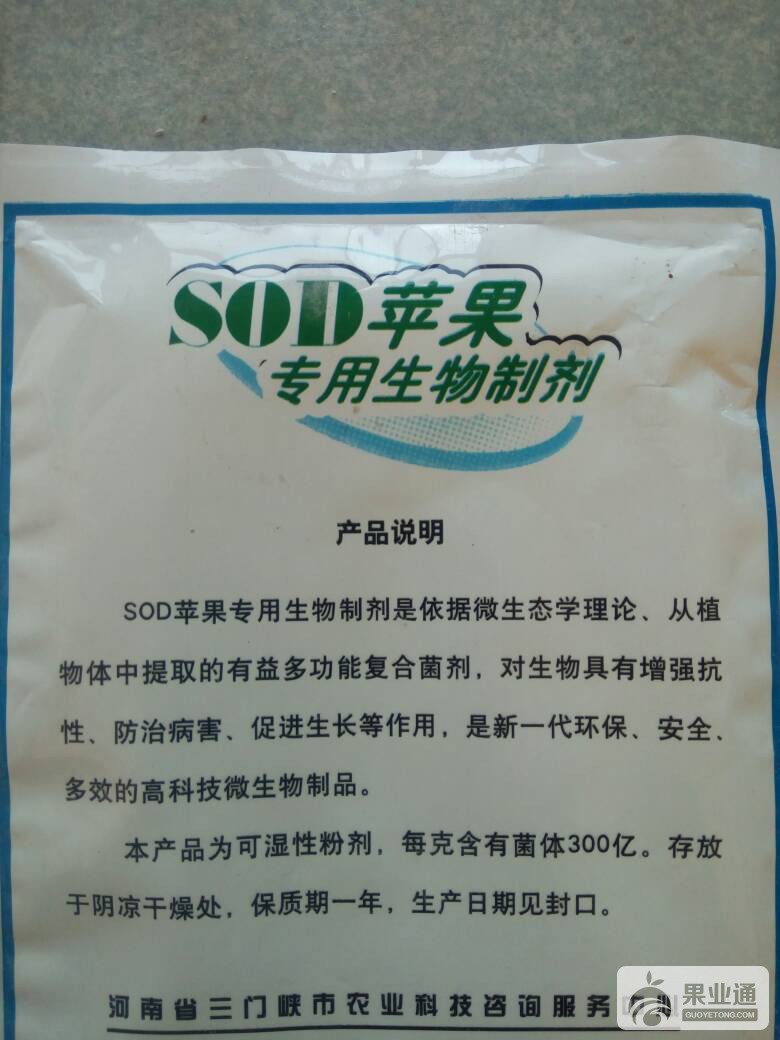 SOD苹果
专用生物制剂
产品说明
SOD苹果专用生物制剂是依据微生态学理论、从植
物体中提取的有益多功能复合菌剂，对生物具有增强抗
性、防治病害、促进生长等作用，是新一代环保、安全、
多效的高科技微生物制品。
本产品为可湿性粉剂，每克含有菌体300亿。存放
于阴凉干燥处，保质期一年，生产日期见封口。
河南省三门峡市农业科技咨询服务
果业通
GUOYETONG.COM